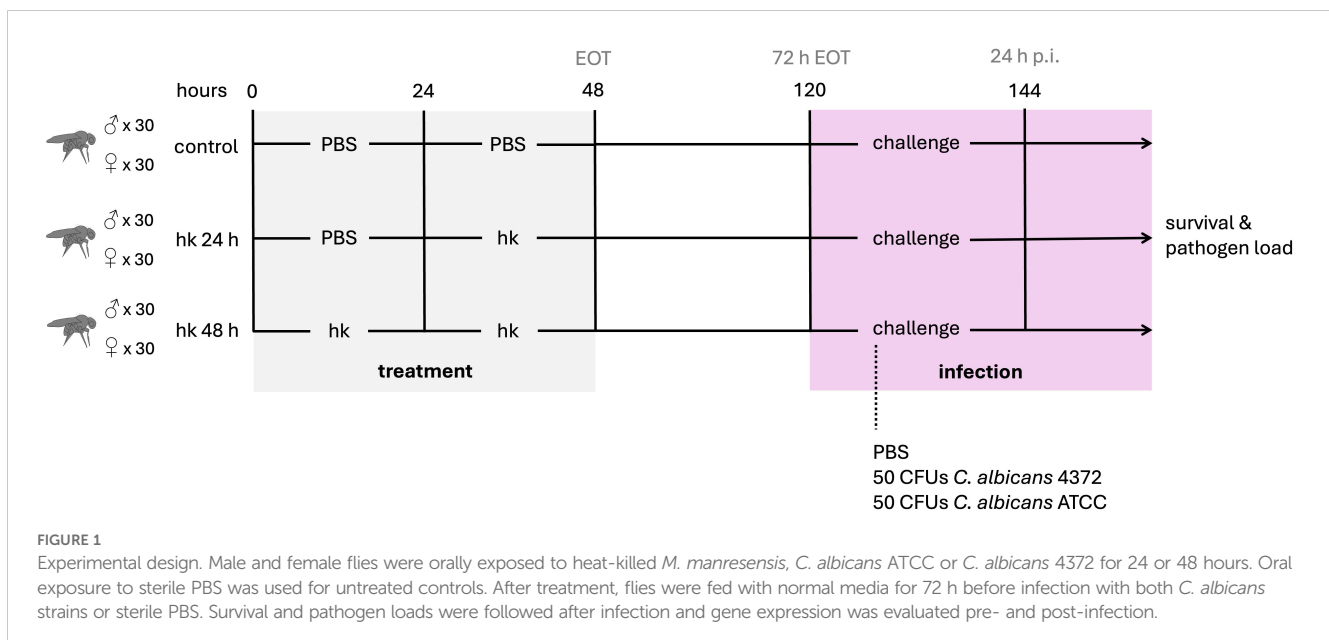 EOT 72 h EOT 24 h p.i.
hours 0 24 48 120 144
♂ x 30
♀ x 30
control PBS PBS challenge
♂ x 30
♀ x 30
hk 24 h PBS hk challenge
survival &
pathogen load
♂ x 30
♀ x 30
hk 48 h hk hk challenge
treatment infection
PBS
50 CFUs C. albicans 4372
50 CFUs C. albicans ATCC
FIGURE 1
Experimental design. Male and female flies were orally exposed to heat-killed M. manresensis, C. albicans ATCC or C. albicans 4372 for 24 or 48 hours. Oral
exposure to sterile PBS was used for untreated controls. After treatment, flies were fed with normal media for 72 h before infection with both C. albicans
strains or sterile PBS. Survival and pathogen loads were followed after infection and gene expression was evaluated pre- and post-infection.